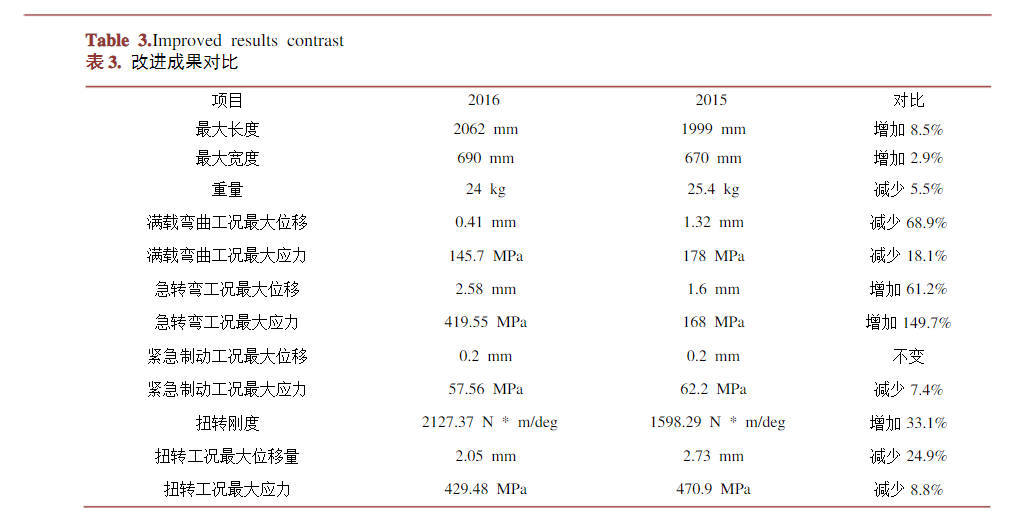 Table 3.Improved results contrast
表 3. 改进成果对比
项目 2016 2015 对比
最大长度 2062 mm 1999 mm 增加 8.5%
最大宽度 690 mm 670 mm 增加 2.9%
重量 24 kg 25.4 kg 减少 5.5%
满载弯曲工况最大位移 0.41 mm 1.32 mm 减少 68.9%
满载弯曲工况最大应力 145.7 MPa 178 MPa 减少 18.1%
急转弯工况最大位移 2.58 mm 1.6 mm 增加 61.2%
急转弯工况最大应力 419.55 MPa 168 MPa 增加 149.7%
紧急制动工况最大位移 0.2 mm 0.2 mm 不变
紧急制动工况最大应力 57.56 MPa 62.2 MPa 减少 7.4%
扭转刚度 2127.37 N * m/deg 1598.29 N * m/deg 增加 33.1%
扭转工况最大位移量 2.05 mm 2.73 mm 减少 24.9%
扭转工况最大应力 429.48 MPa 470.9 MPa 减少 8.8%